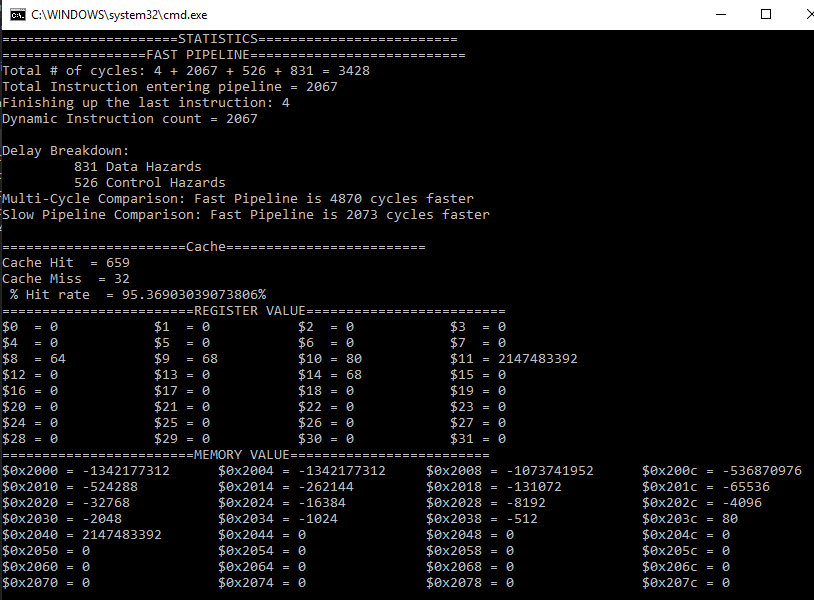 C:\WINDOWS\system32\cmd.exe
======================STATISTICS=========================
==================FAST PIPELINE===========================
Total # of cycles: 4 + 2067 + 526 + 831 = 3428
Total Instruction entering pipeline = 2067
Finishing up the last instruction: 4
Dynamic Instruction count = 2067
Delay Breakdown:
831 Data Hazards
526 Control Hazards
Multi-Cycle Comparison: Fast Pipeline is 4870 cycles faster
Slow Pipeline Comparison: Fast Pipeline is 2073 cycles faster
=======================Cache=========================
Cache Hit = 659
Cache Miss = 32
% Hit rate = 95.36903039073806%
========================REGISTER VALUE=========================
$0 = 0 $1 = 0 $2 = 0 $3 = 0
$4 = 0 $5 = 0 $6 = 0 $7 = 0
$8 = 64 $9 = 68 $10 = 80 $11 = 2147483392
$12 = 0 $13 = 0 $14 = 68 $15 = 0
$16 = 0 $17 = 0 $18 = 0 $19 = 0
$20 = 0 $21 = 0 $22 = 0 $23 = 0
$24 = 0 $25 = 0 $26 = 0 $27 = 0
$28 = 0 $29 = 0 $30 = 0 $31 = 0
========================MEMORY VALUE=========================
$0x2000 = -1342177312 $0x2004 = -1342177312 $0x2008 = -1073741952 $0x200c = -536870976
$0x2010 = -524288 $0x2014 = -262144 $0x2018 = -131072 $0x201c = -65536
$0x2020 = -32768 $0x2024 = -16384 $0x2028 = -8192 $0x202c = -4096
$0x2030 = -2048 $0x2034 = -1024 $0x2038 = -512 $0x203c = 80
$0x2040 = 2147483392 $0x2044 = 0 $0x2048 = 0 $0x204c = 0
$0x2050 = 0 $0x2054 = 0 $0x2058 = 0 $0x205c = 0
$0x2060 = 0 $0x2064 = 0 $0x2068 = 0 $0x206c = 0
$0x2070 = 0 $0x2074 = 0 $0x2078 = 0 $0x207c = 0